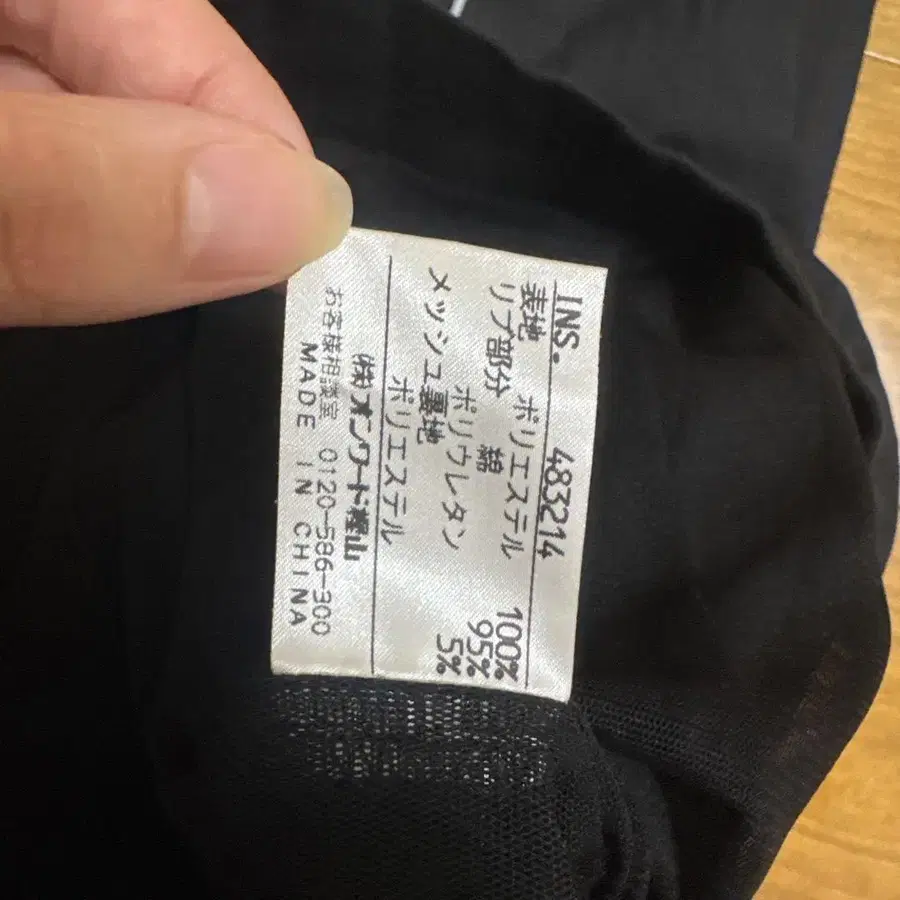 INS. 483214
表地 ポリエステル 100%
リブ部分 綿 95%
ポリウレタン 5%
メッシュ裏地
ポリエステル
㈱オンワード樫山
お客様相談室 0120-586-300
MADE IN CHINA